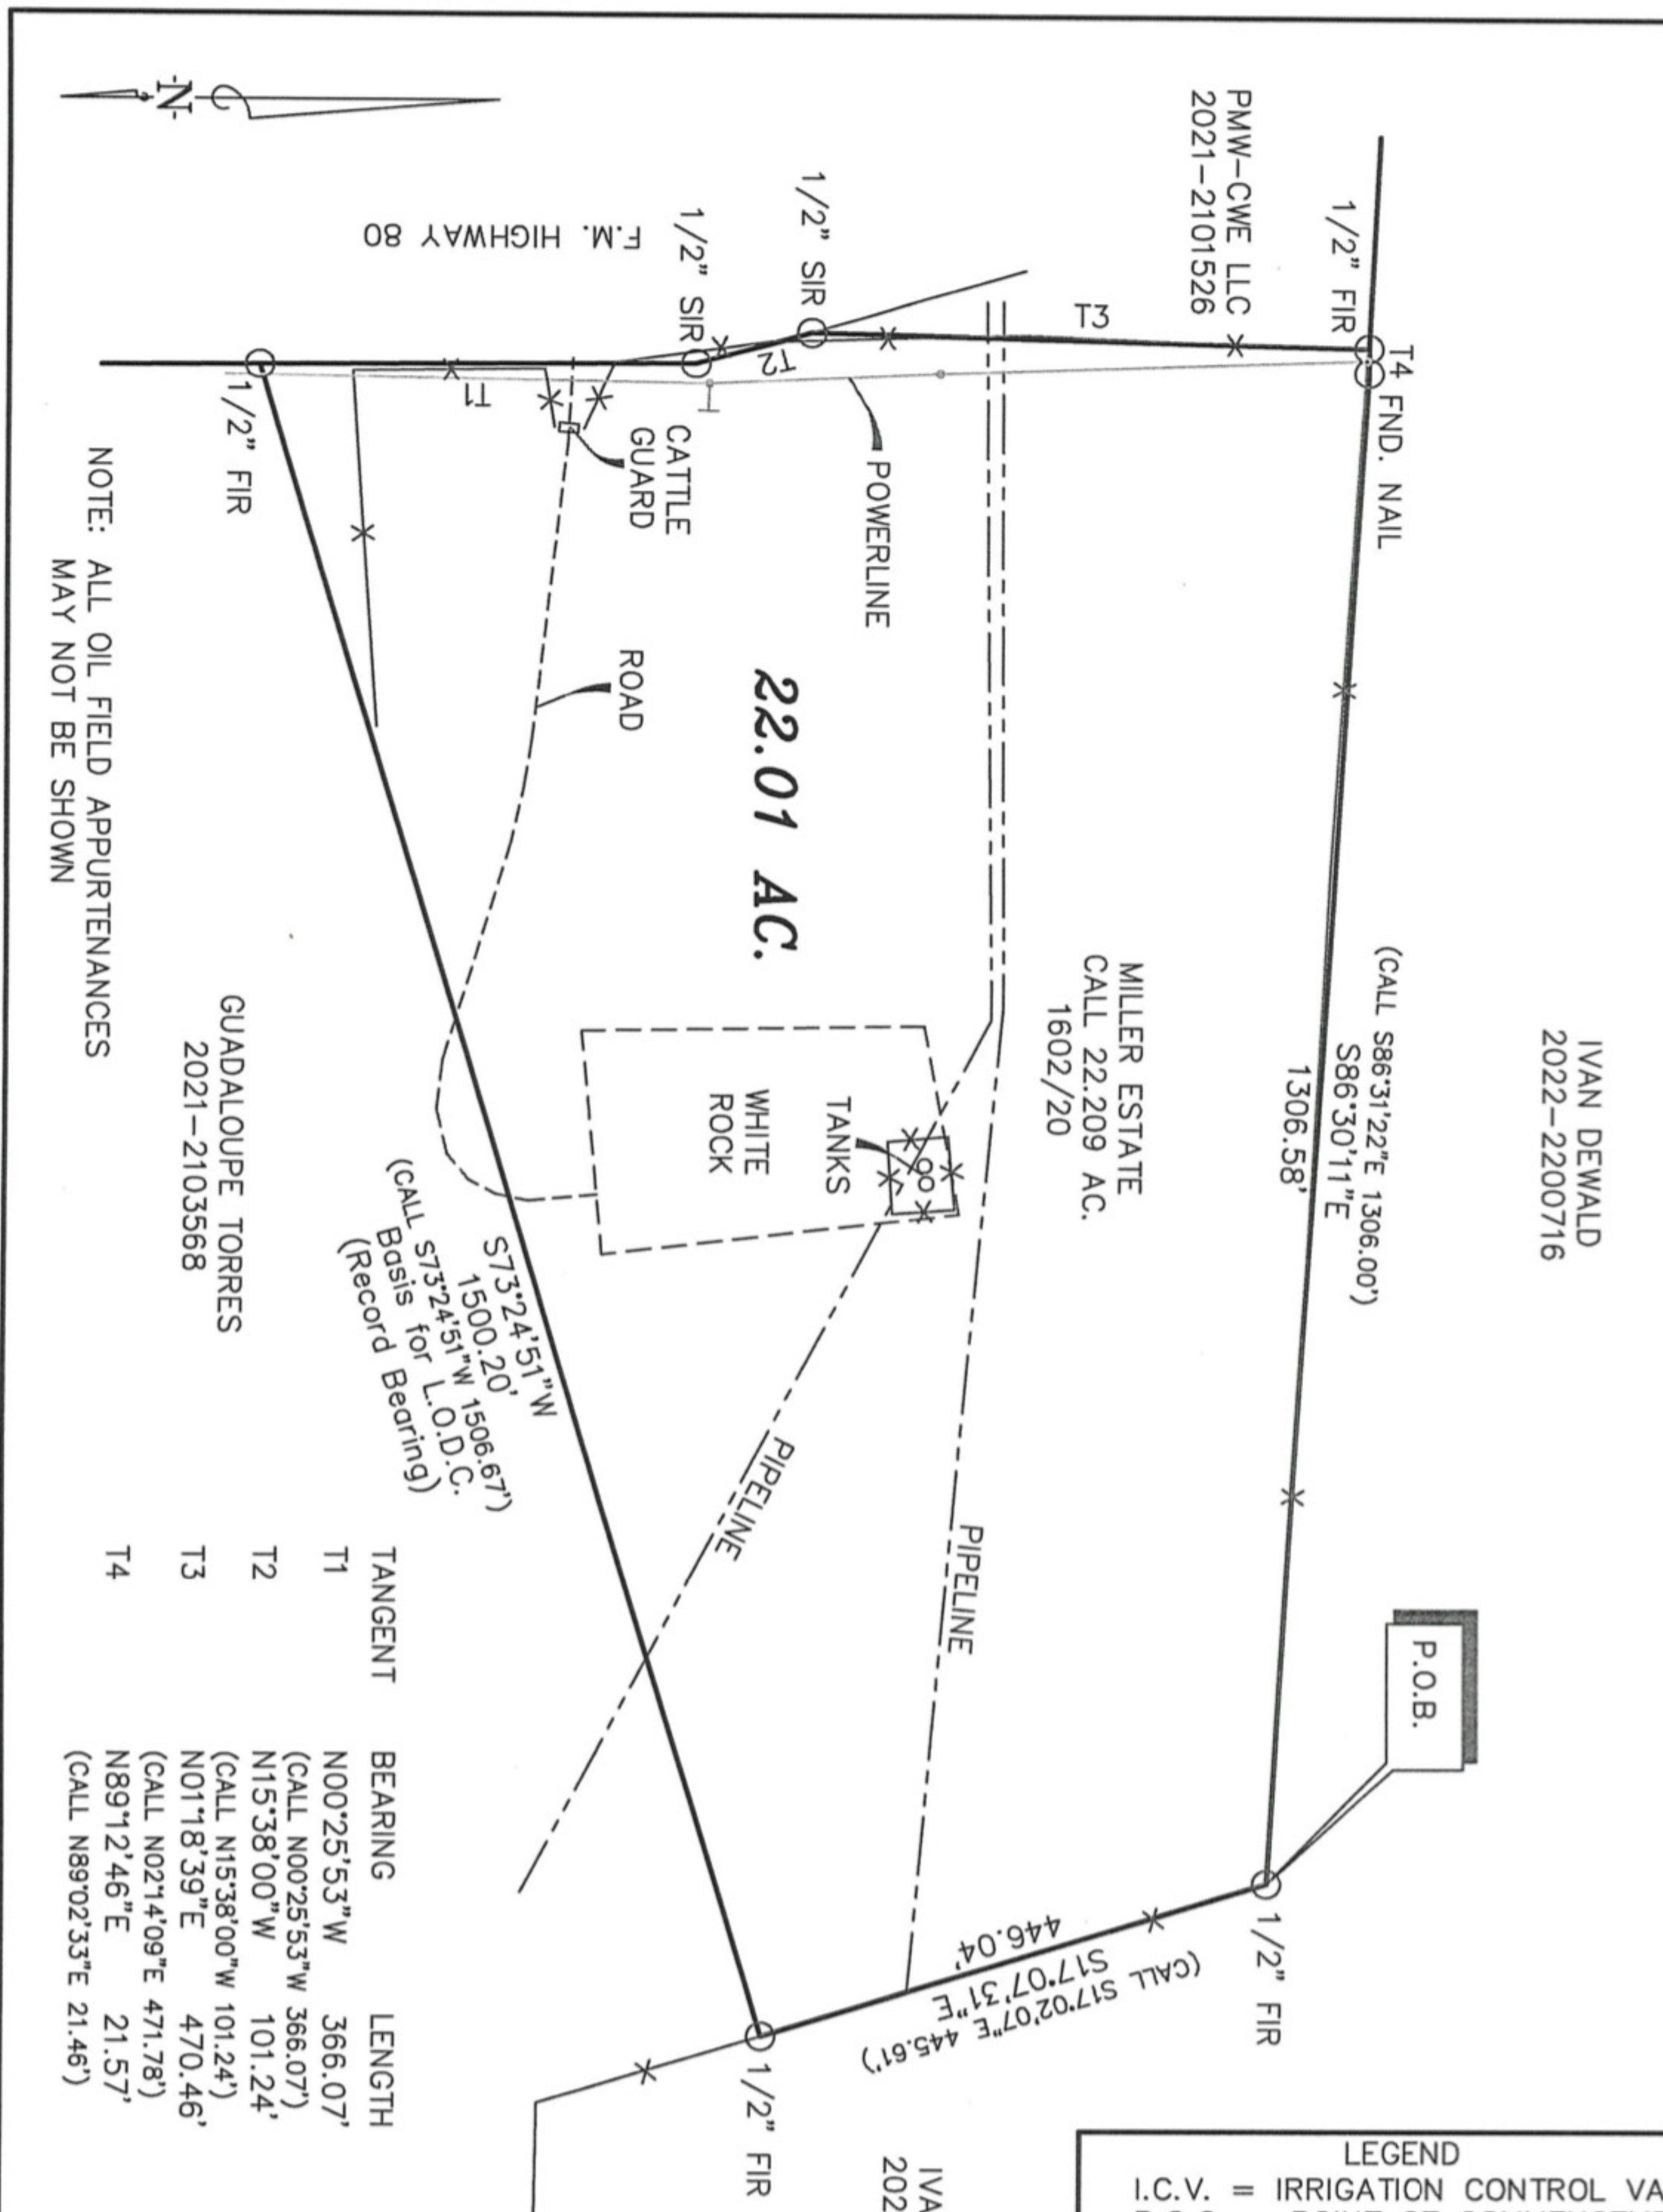 IVAN DEWALD
2022-2200716
P.O.B.
1/2" FIR
T4
FND. NAIL
(CALL S86°31'22"E 1306.00')
S86°30'11"E
1306.58'
PMW-CWE LLC
2021-2101526
T3
MILLER ESTATE
CALL 22.209 AC.
1602/20
1/2" FIR
446.04'
S17°07'31"E
(CALL S17°02'07"E 445.61')
POWERLINE
PIPELINE
TANKS
WHITE
ROCK
22.01 AC.
1/2" SIR
T2
1/2" SIR
PIPELINE
1/2" FIR
CATTLE
GUARD
ROAD
F.M. HIGHWAY 80
T1
S73°24'51"W
1500.20'
(CALL S73°24'51"W 1506.67')
Basis for L.O.D.C.
(Record Bearing)
1/2" FIR
GUADALOUPE TORRES
2021-2103568
-N-
NOTE: ALL OIL FIELD APPURTENANCES
MAY NOT BE SHOWN
TANGENT BEARING LENGTH
T1 N00°25'53"W 366.07'
(CALL N00°25'53"W 366.07')
T2 N15°38'00"W 101.24'
(CALL N15°38'00"W 101.24')
T3 N01°18'39"E 470.46'
(CALL N02°14'09"E 471.78')
T4 N89°12'46"E 21.57'
(CALL N89°02'33"E 21.46')
LEGEND
I.C.V. = IRRIGATION CONTROL VA
IVA
202